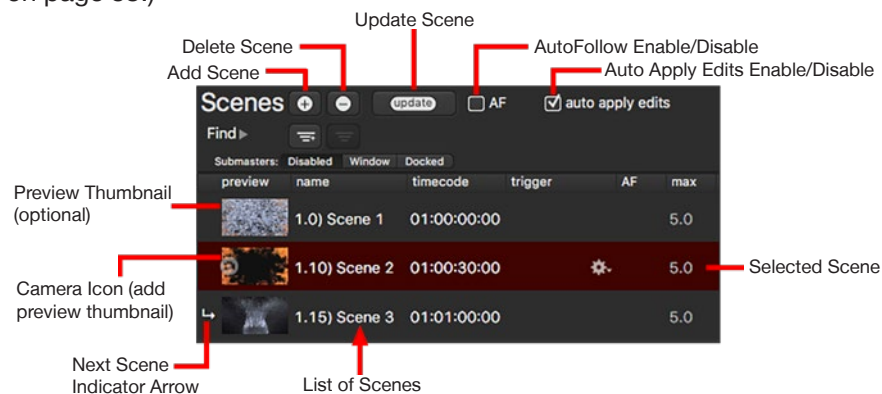 on page 35.)
Update Scene
Delete Scene
AutoFollow Enable/Disable
Add Scene
Auto Apply Edits Enable/Disable
Scenes update AF auto apply edits
Find
Submasters: Disabled Window Docked
preview name timecode trigger AF max
Preview Thumbnail
(optional)
1.0) Scene 1 01:00:00:00 5.0
1.10) Scene 2 01:00:30:00 5.0
Selected Scene
Camera Icon (add
preview thumbnail)
1.15) Scene 3 01:01:00:00 5.0
Next Scene
Indicator Arrow
List of Scenes